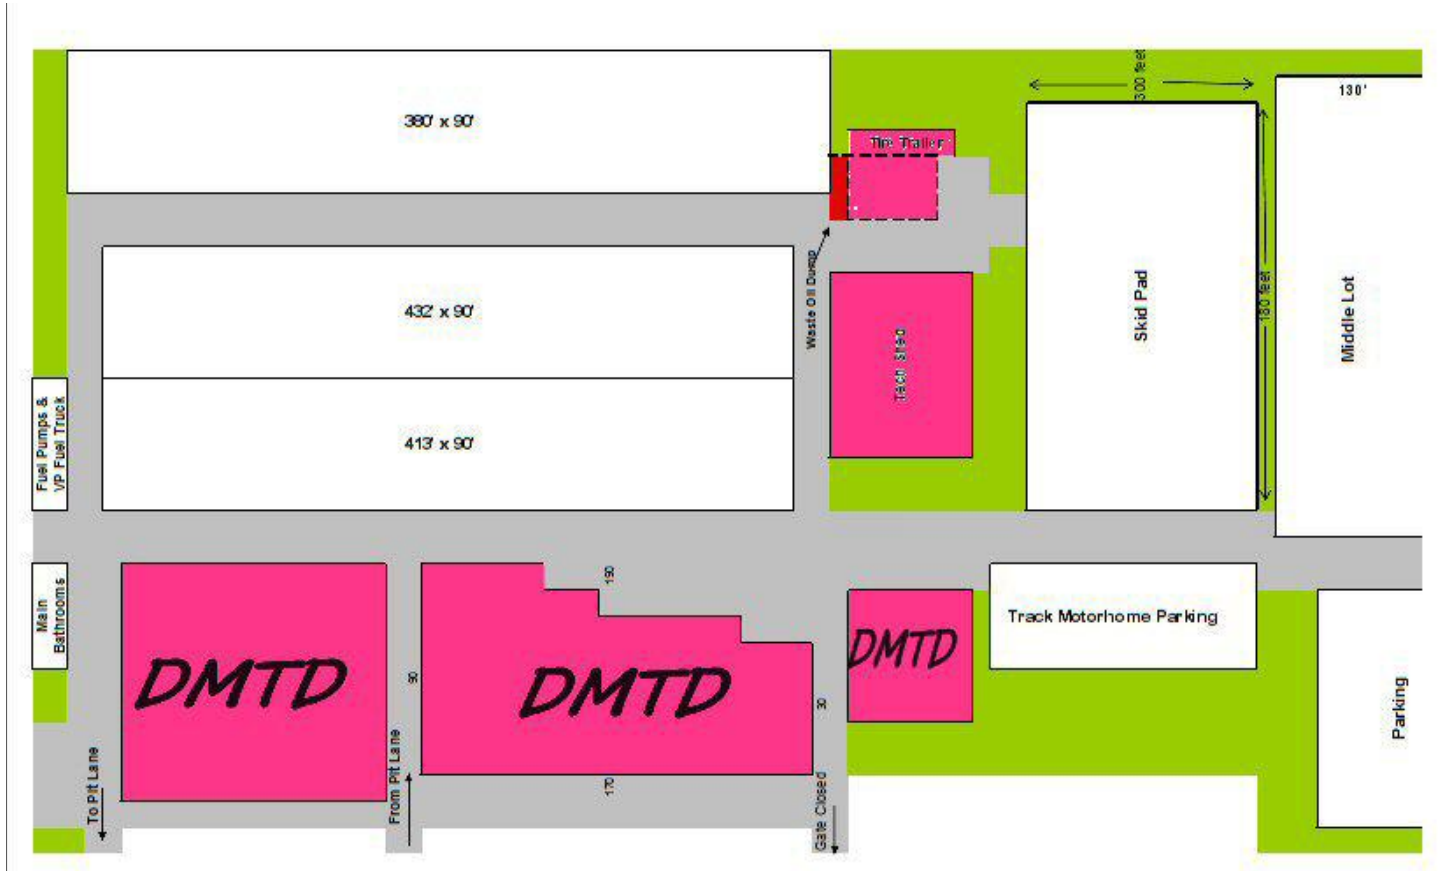 300 feet
130'
380' x 90'
Tire Trailer
Waste Oil Dump
432' x 90'
Skid Pad
180 feet
Middle Lot
Tech Shed
Fuel Pumps &
VP Fuel Truck
413' x 90'
Main
Bathrooms
190
Track Motorhome Parking
DMTD
DMTD
DMTD
90
30
Parking
To Pit Lane
From Pit Lane
170
Gate Closed